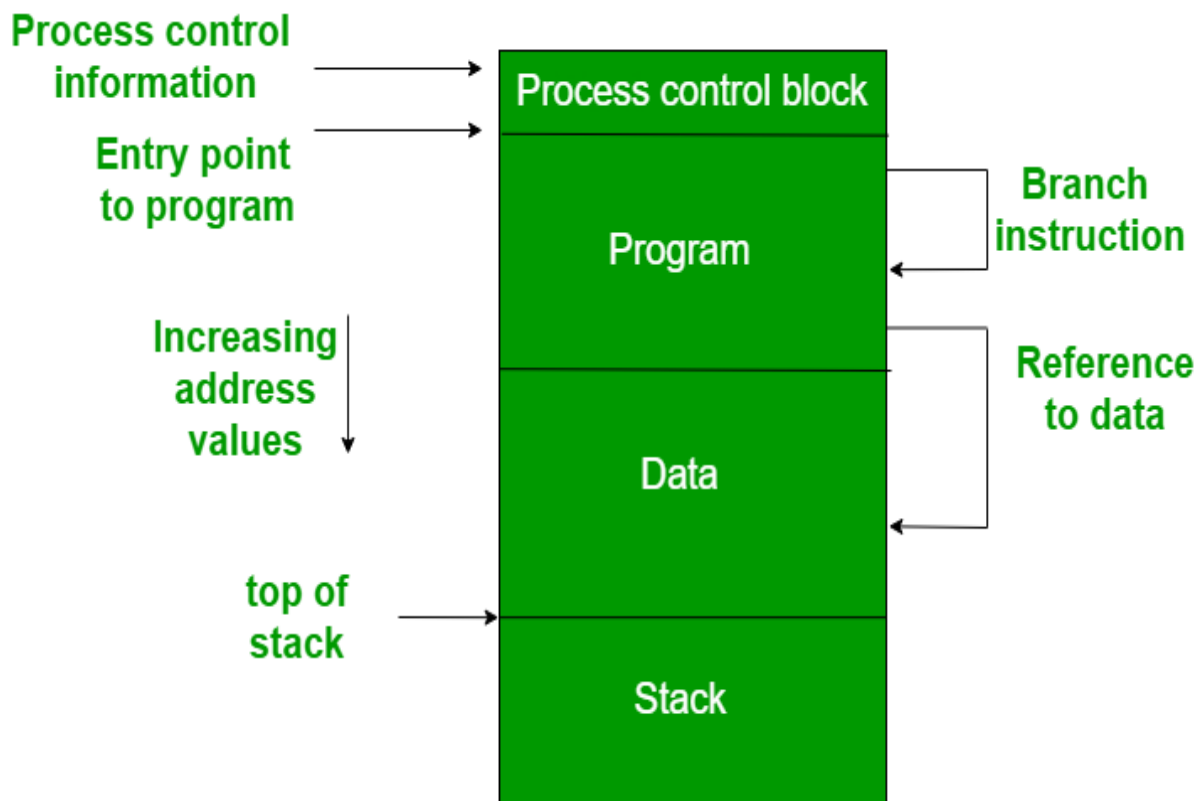 Process control
information
Process control block
Entry point
to program
Branch
instruction
Program
Increasing
address
values
Reference
to data
Data
top of
stack
Stack